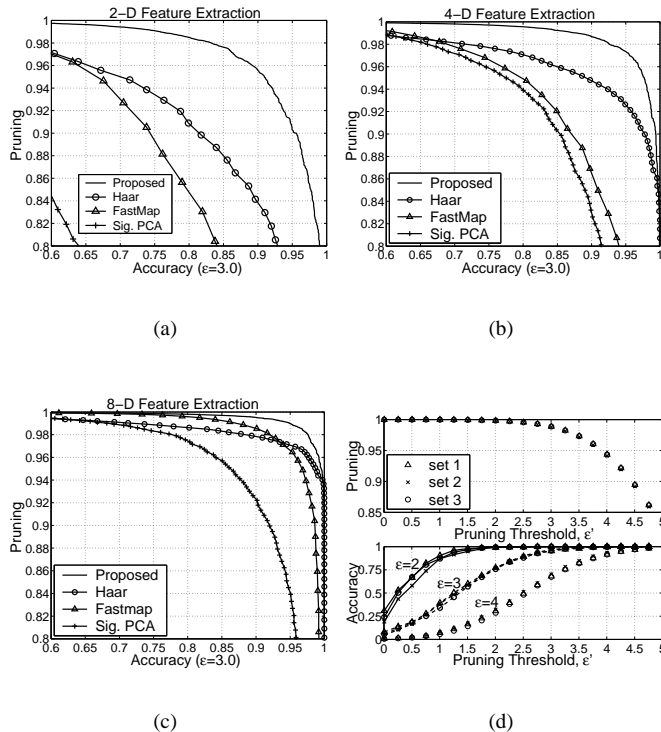 2−D Feature Extraction
1
0.98
0.96
0.94
0.92
0.9
0.88
0.86
0.84
0.82
0.8
Pruning
Proposed
Haar
FastMap
Sig. PCA
0.6 0.65 0.7 0.75 0.8 0.85 0.9 0.95 1
Accuracy (ε=3.0)
(a)
4−D Feature Extraction
1
0.98
0.96
0.94
0.92
0.9
0.88
0.86
0.84
0.82
0.8
Pruning
Proposed
Haar
FastMap
Sig. PCA
0.6 0.65 0.7 0.75 0.8 0.85 0.9 0.95 1
Accuracy (ε=3.0)
(b)
8−D Feature Extraction
1
0.98
0.96
0.94
0.92
0.9
0.88
0.86
0.84
0.82
0.8
Pruning
Proposed
Haar
Fastmap
Sig. PCA
0.6 0.65 0.7 0.75 0.8 0.85 0.9 0.95 1
Accuracy (ε=3.0)
(c)
1
0.95
0.9
0.85
Pruning
set 1
set 2
set 3
0 0.5 1 1.5 2 2.5 3 3.5 4 4.5 5
Pruning Threshold, ε'
1
0.75
0.5
0.25
0
Accuracy
ε=2
ε=3
ε=4
0 0.5 1 1.5 2 2.5 3 3.5 4 4.5 5
Pruning Threshold, ε'
(d)